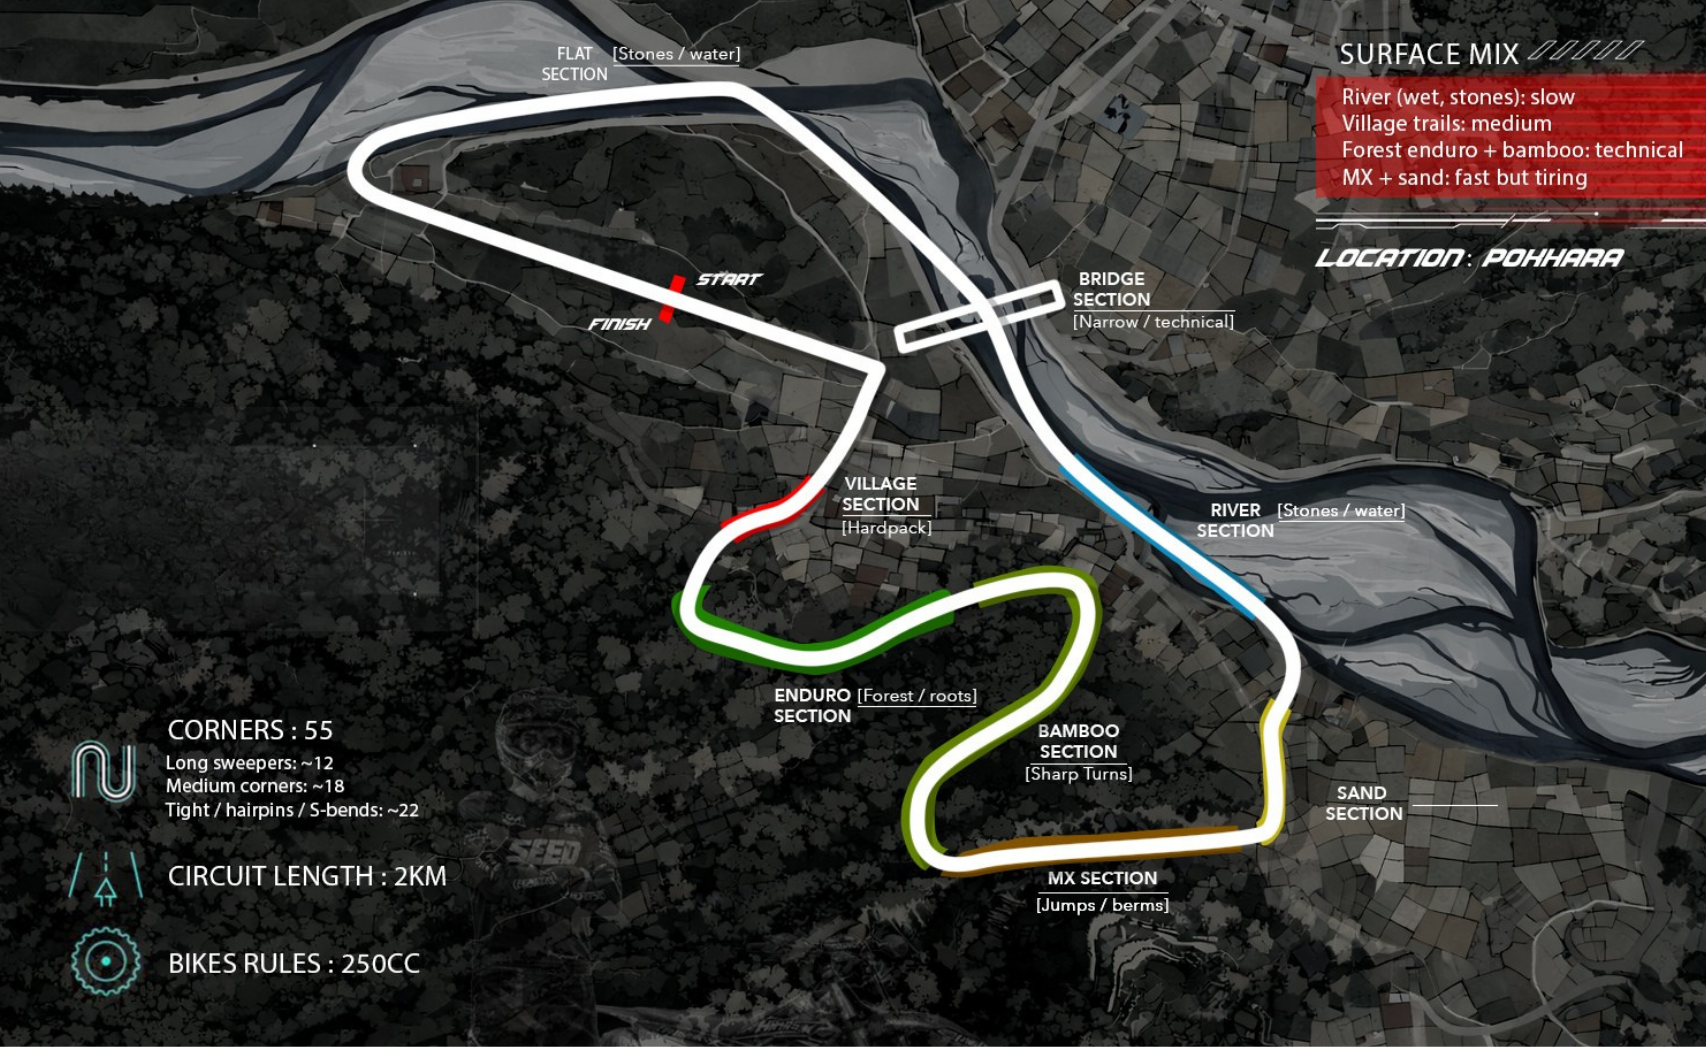 FLAT [Stones / water]
SECTION
SURFACE MIX
River (wet, stones): slow
Village trails: medium
Forest enduro + bamboo: technical
MX + sand: fast but tiring
LOCATION: POKHARA
START
FINISH
BRIDGE
SECTION
[Narrow / technical]
VILLAGE
SECTION
[Hardpack]
RIVER [Stones / water]
SECTION
ENDURO [Forest / roots]
SECTION
BAMBOO
SECTION
[Sharp Turns]
SAND
SECTION
MX SECTION
[Jumps / berms]
CORNERS : 55
Long sweepers: ~12
Medium corners: ~18
Tight / hairpins / S-bends: ~22
SEED
CIRCUIT LENGTH : 2KM
BIKES RULES : 250CC